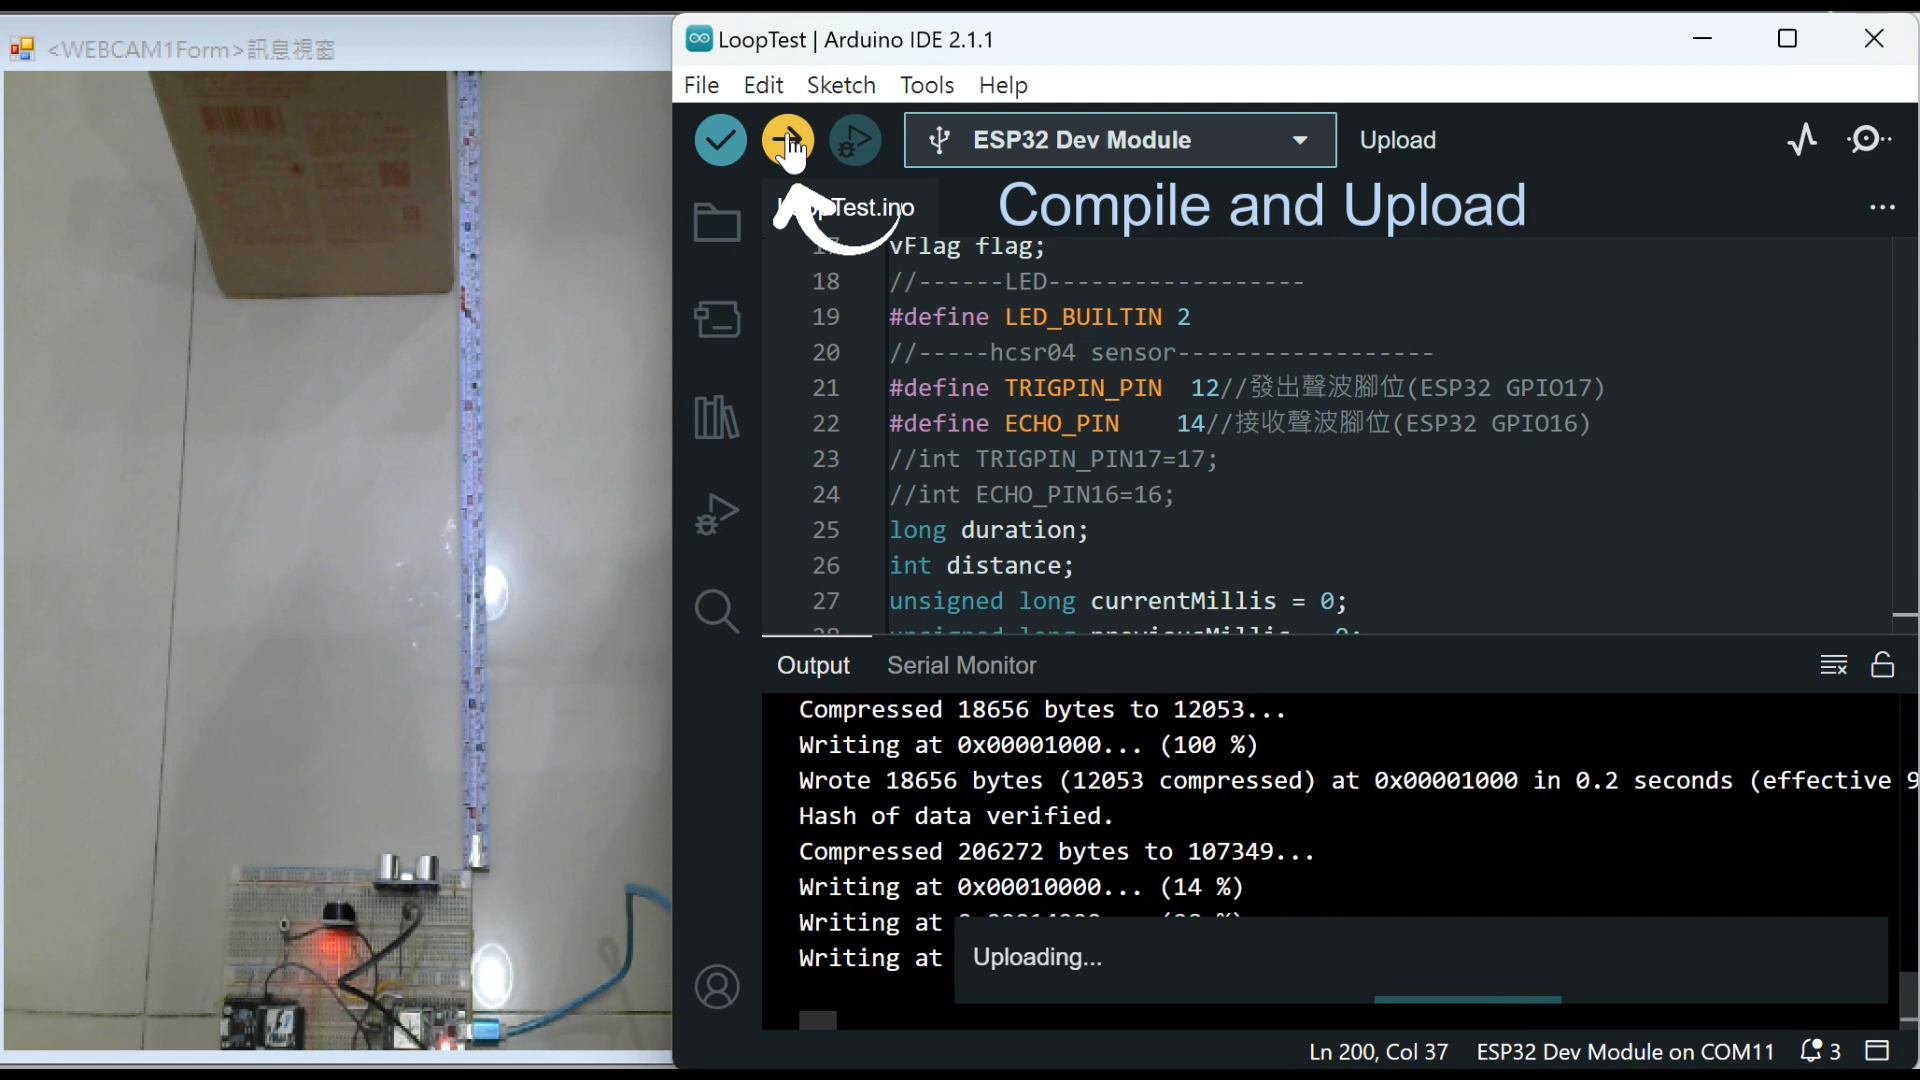 <WEBCAM1Form>訊息視窗
LoopTest | Arduino IDE 2.1.1
File Edit Sketch Tools Help
ESP32 Dev Module
Upload
Compile and Upload
vFlag flag;
18 //------LED------------------
19 #define LED_BUILTIN 2
20 //-----hcsr04 sensor------------------
21 #define TRIGPIN_PIN 12//發出聲波腳位(ESP32 GPIO17)
22 #define ECHO_PIN 14//接收聲波腳位(ESP32 GPIO16)
23 //int TRIGPIN_PIN17=17;
24 //int ECHO_PIN16=16;
25 long duration;
26 int distance;
27 unsigned long currentMillis = 0;
Output Serial Monitor
Compressed 18656 bytes to 12053...
Writing at 0x00001000... (100 %)
Wrote 18656 bytes (12053 compressed) at 0x00001000 in 0.2 seconds (effective 9
Hash of data verified.
Compressed 206272 bytes to 107349...
Writing at 0x00010000... (14 %)
Writing at
Writing at
Uploading...
Ln 200, Col 37 ESP32 Dev Module on COM11 3